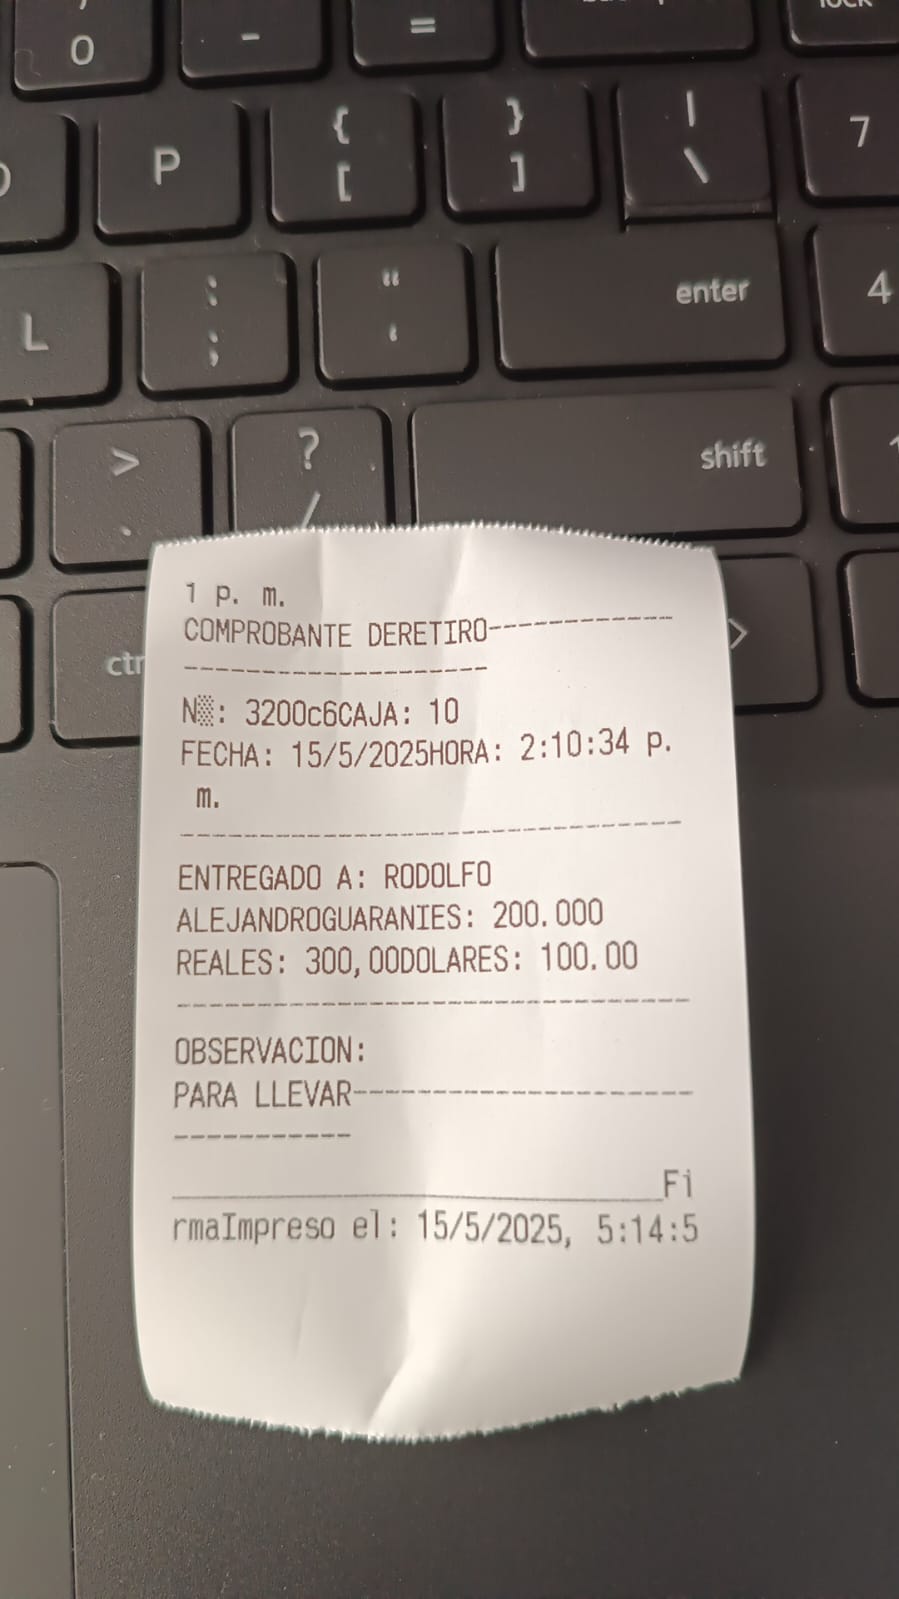 lock
0
-
=
P
{
[
}
]
|
\
7
L
:
;
"
'
enter
4
>
.
?
/
shift
ctr
>
1 p. m.
COMPROBANTE DERETIRO------------
--------------------
N▒: 3200c6CAJA: 10
FECHA: 15/5/2025HORA: 2:10:34 p.
m.
--------------------------------
ENTREGADO A: RODOLFO
ALEJANDROGUARANIES: 200.000
REALES: 300,00DOLARES: 100.00
--------------------------------
OBSERVACION:
PARA LLEVAR---------------------
-----------
_______________________________Fi
rmaImpreso el: 15/5/2025, 5:14:5